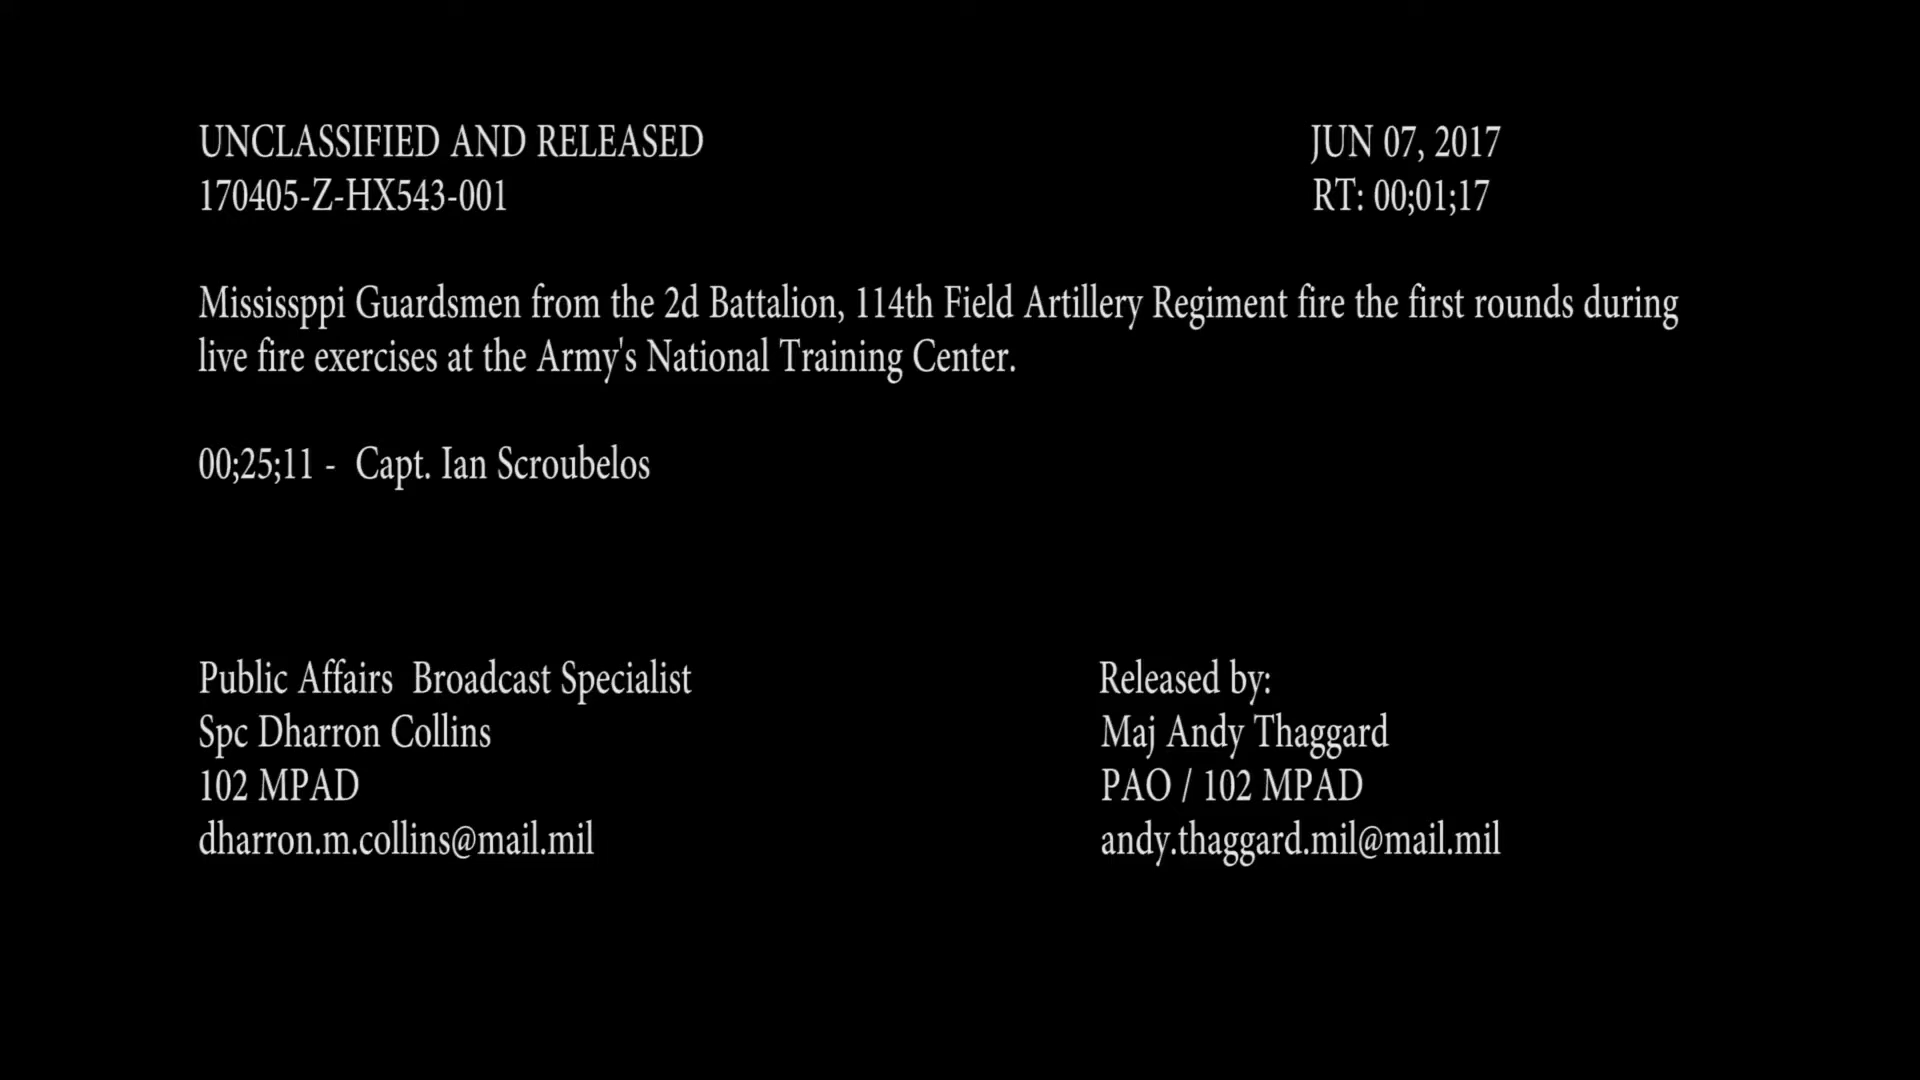 UNCLASSIFIED AND RELEASED
JUN 07, 2017
170405-Z-HX543-001
RT: 00;01;17
Mississppi Guardsmen from the 2d Battalion, 114th Field Artillery Regiment fire the first rounds during
live fire exercises at the Army's National Training Center.
00;25;11 -  Capt. Ian Scroubelos
Public Affairs  Broadcast Specialist
Spc Dharron Collins
102 MPAD
dharron.m.collins@mail.mil
Released by:
Maj Andy Thaggard
PAO / 102 MPAD
andy.thaggard.mil@mail.mil